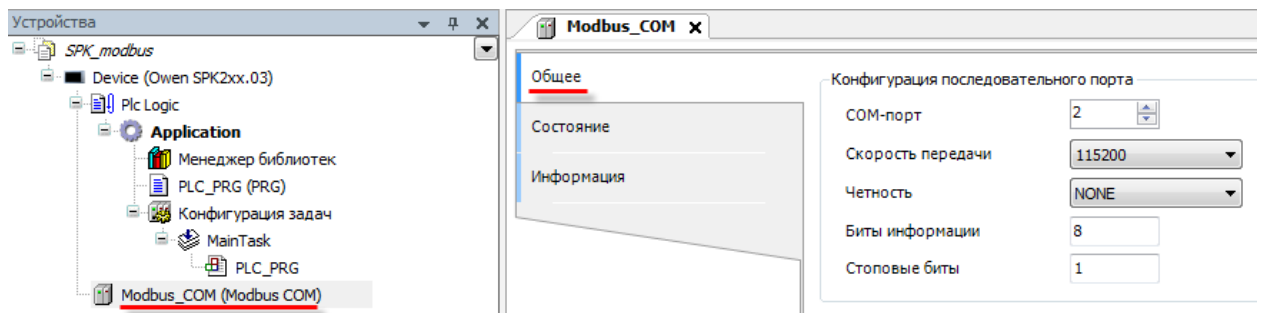 Устройства
SPK_modbus
Device (Owen SPK2xx.03)
Plc Logic
Application
Менеджер библиотек
PLC_PRG (PRG)
Конфигурация задач
MainTask
PLC_PRG
Modbus_COM (Modbus COM)
Modbus_COM
Общее
Состояние
Информация
Конфигурация последовательного порта
COM-порт 2
Скорость передачи 115200
Четность NONE
Биты информации 8
Стоповые биты 1